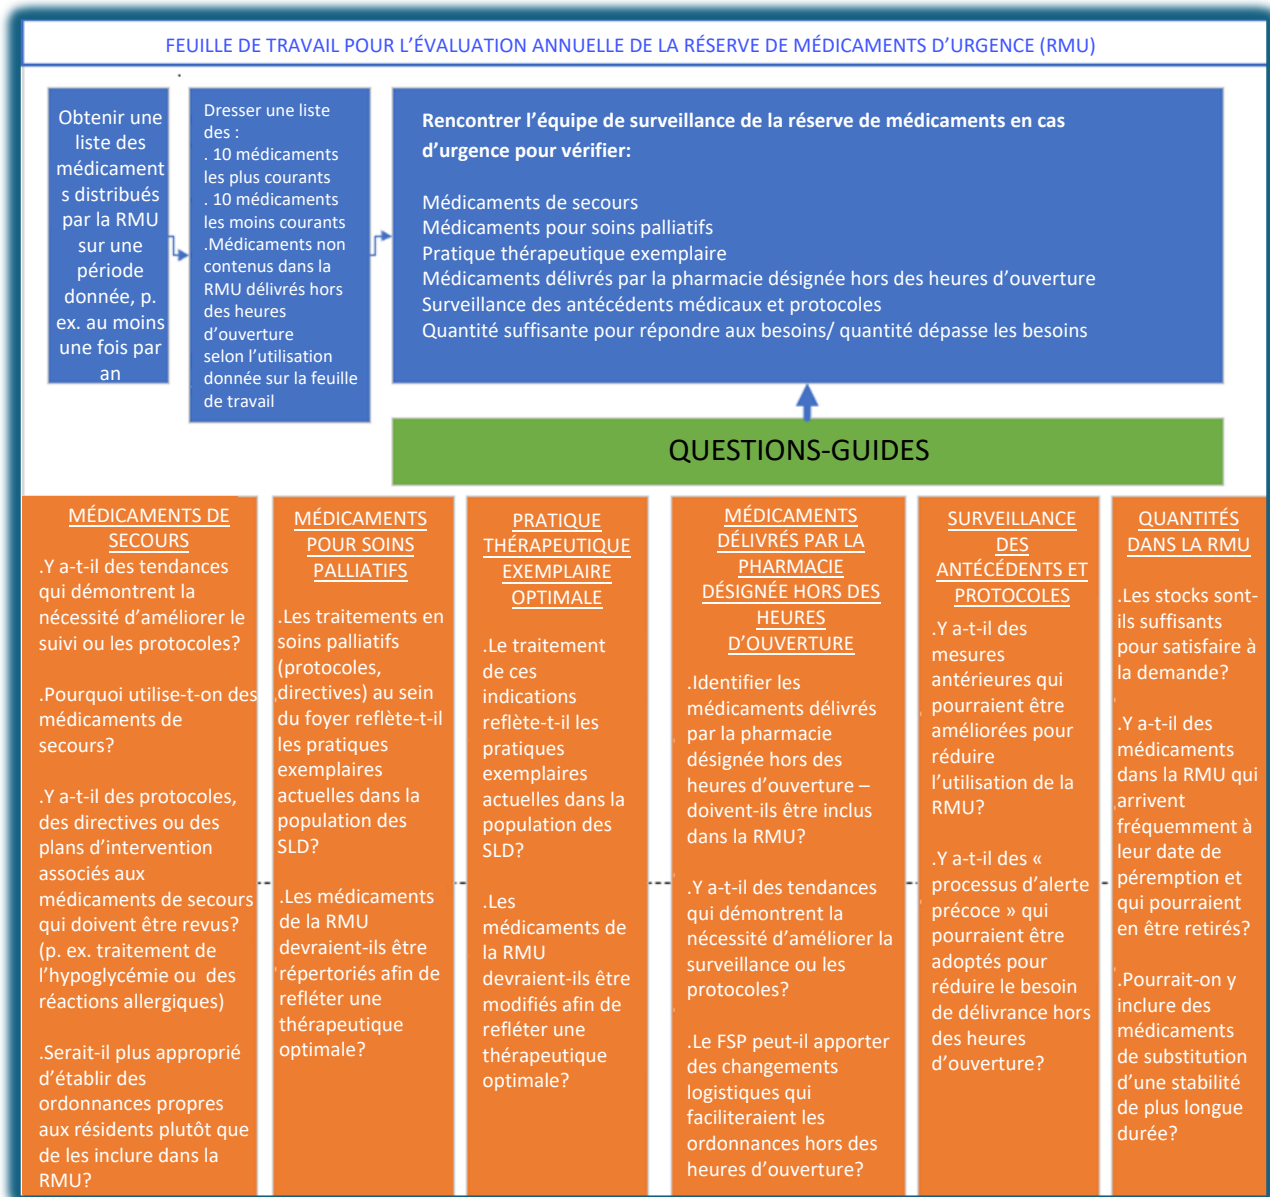 FEUILLE DE TRAVAIL POUR L’ÉVALUATION ANNUELLE DE LA RÉSERVE DE MÉDICAMENTS D’URGENCE (RMU)
Obtenir une
liste des
médicament
s distribués
par la RMU
sur une
période
donnée, p.
ex. au moins
une fois par
an
Dresser une liste
des :
. 10 médicaments
les plus courants
. 10 médicaments
les moins courants
.Médicaments non
contenus dans la
RMU délivrés hors
des heures
d’ouverture
selon l’utilisation
donnée sur la feuille
de travail
Rencontrer l’équipe de surveillance de la réserve de médicaments en cas
d’urgence pour vérifier:
Médicaments de secours
Médicaments pour soins palliatifs
Pratique thérapeutique exemplaire
Médicaments délivrés par la pharmacie désignée hors des heures d’ouverture
Surveillance des antécédents médicaux et protocoles
Quantité suffisante pour répondre aux besoins/ quantité dépasse les besoins
QUESTIONS-GUIDES
MÉDICAMENTS DE
SECOURS
.Y a-t-il des tendances
qui démontrent la
nécessité d’améliorer le
suivi ou les protocoles?
.Pourquoi utilise-t-on des
médicaments de
secours?
.Y a-t-il des protocoles,
des directives ou des
plans d’intervention
associés aux
médicaments de secours
qui doivent être revus?
(p. ex. traitement de
l’hypoglycémie ou des
réactions allergiques)
.Serait-il plus approprié
d’établir des
ordonnances propres
aux résidents plutôt que
de les inclure dans la
RMU?
MÉDICAMENTS
POUR SOINS
PALLIATIFS
.Les traitements en
soins palliatifs
(protocoles,
directives) au sein
du foyer reflète-t-il
les pratiques
exemplaires
actuelles dans la
population des
SLD?
.Les médicaments
de la RMU
devraient-ils être
répertoriés afin de
refléter une
thérapeutique
optimale?
PRATIQUE
THÉRAPEUTIQUE
EXEMPLAIRE
OPTIMALE
.Le traitement
de ces
indications
reflète-t-il les
pratiques
exemplaires
actuelles dans la
population des
SLD?
.Les
médicaments de
la RMU
devraient-ils être
modifiés afin de
refléter une
thérapeutique
optimale?
MÉDICAMENTS
DÉLIVRÉS PAR LA
PHARMACIE
DÉSIGNÉE HORS DES
HEURES
D’OUVERTURE
.Identifier les
médicaments délivrés
par la pharmacie
désignée hors des
heures d’ouverture –
doivent-ils être inclus
dans la RMU?
.Y a-t-il des tendances
qui démontrent la
nécessité d’améliorer la
surveillance ou les
protocoles?
.Le FSP peut-il apporter
des changements
logistiques qui
faciliteraient les
ordonnances hors des
heures d’ouverture?
SURVEILLANCE
DES
ANTÉCÉDENTS ET
PROTOCOLES
.Y a-t-il des
mesures
antérieures qui
pourraient être
améliorées pour
réduire
l’utilisation de la
RMU?
.Y a-t-il des «
processus d’alerte
précoce » qui
pourraient être
adoptés pour
réduire le besoin
de délivrance hors
des heures
d’ouverture?
QUANTITÉS
DANS LA RMU
.Les stocks sont-
ils suffisants
pour satisfaire à
la demande?
.Y a-t-il des
médicaments
dans la RMU qui
arrivent
fréquemment à
leur date de
péremption et
qui pourraient
en être retirés?
.Pourrait-on y
inclure des
médicaments
de substitution
d’une stabilité
de plus longue
durée?